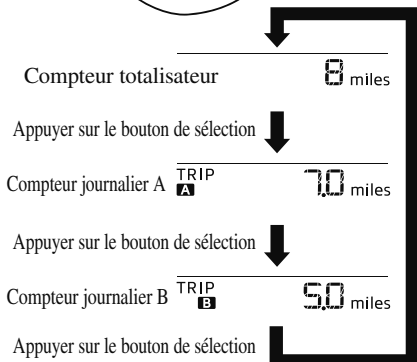 Compteur totalisateur 8 miles
Appuyer sur le bouton de sélection
Compteur journalier A TRIP A 7.0 miles
Appuyer sur le bouton de sélection
Compteur journalier B TRIP B 5.0 miles
Appuyer sur le bouton de sélection